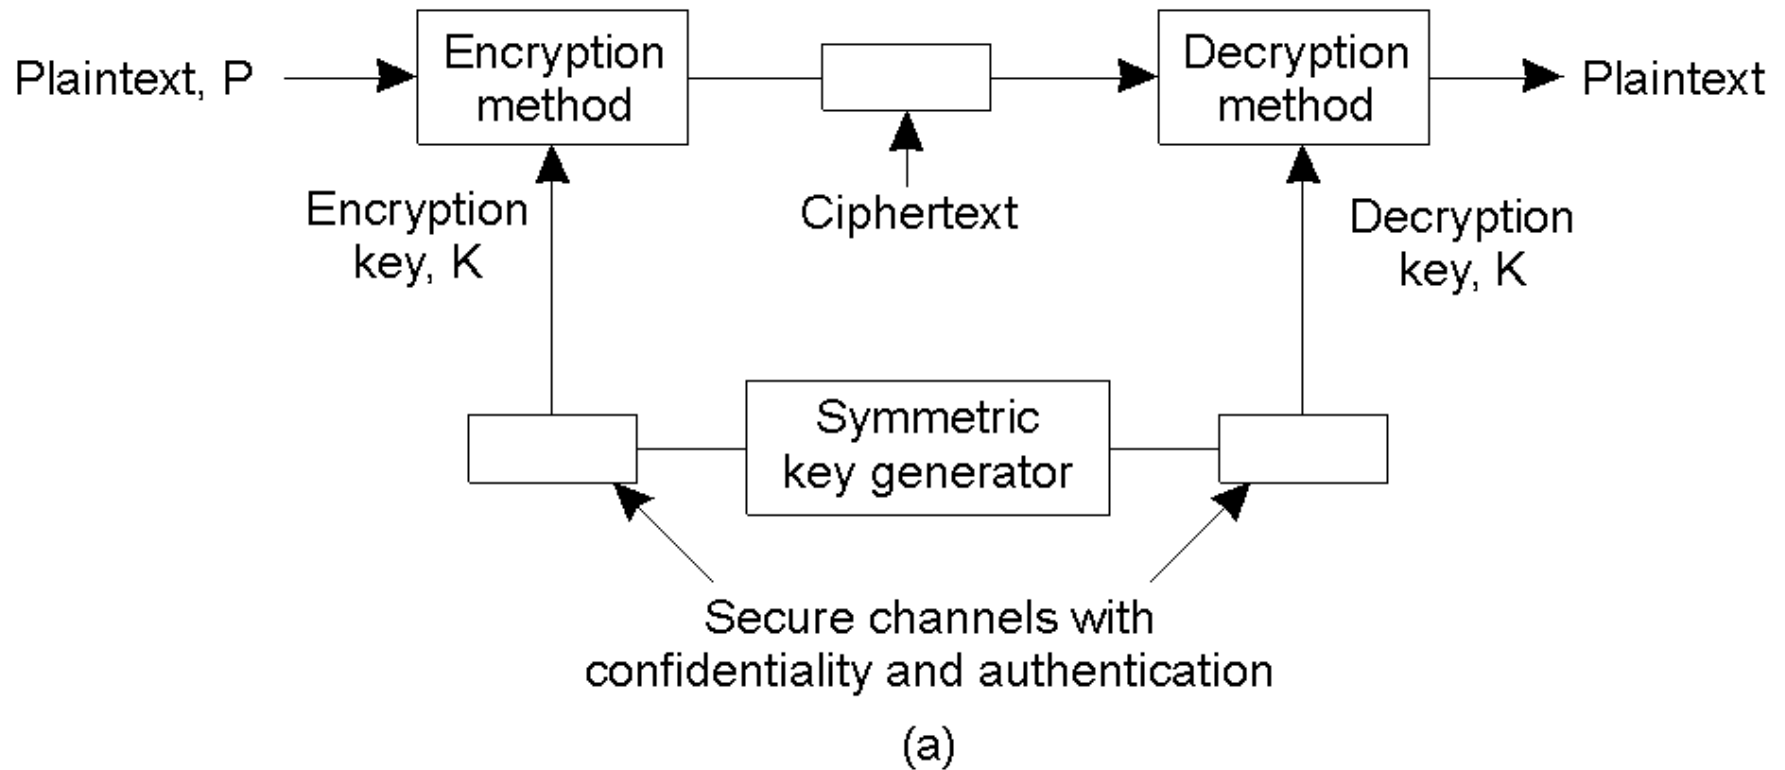 Plaintext, P
Encryption
method
Decryption
method
Plaintext
Encryption
key, K
Ciphertext
Decryption
key, K
Symmetric
key generator
Secure channels with
confidentiality and authentication
(a)